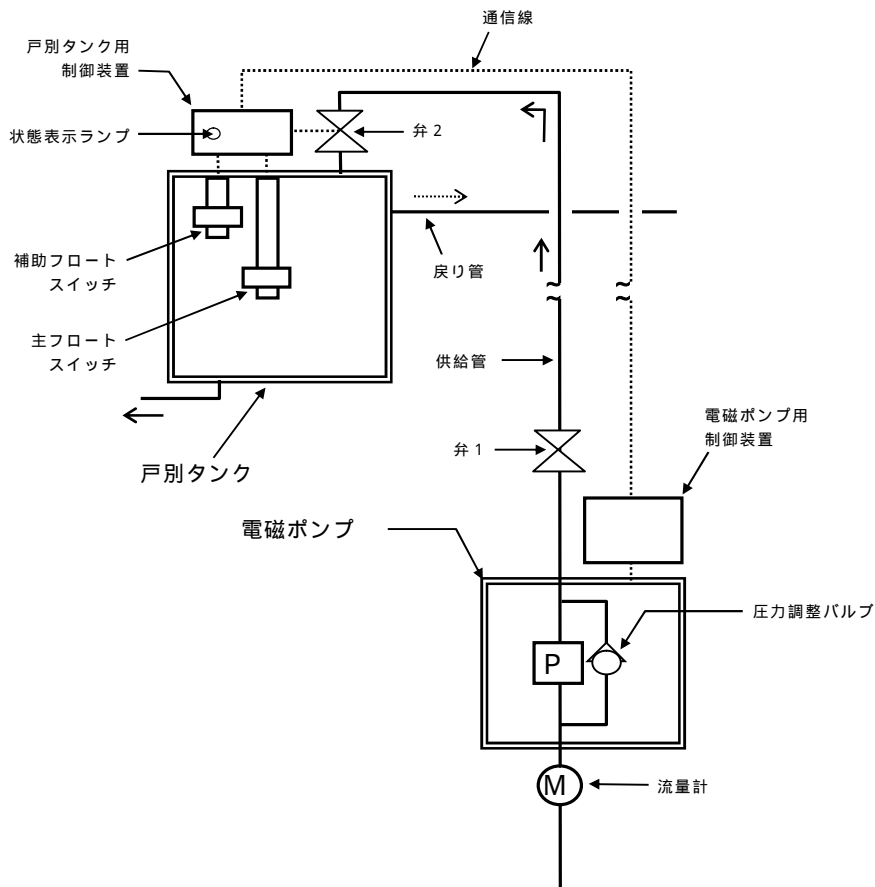 通信線
戸別タンク用
制御装置
状態表示ランプ
弁2
補助フロート
スイッチ
戻り管
主フロート
スイッチ
供給管
電磁ポンプ用
制御装置
弁1
戸別タンク
電磁ポンプ
圧力調整バルブ
P
M
流量計